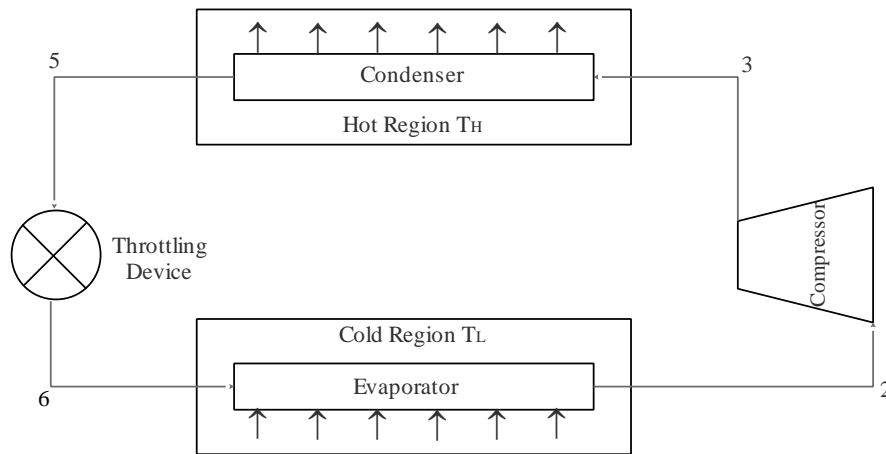 5
3
Condenser
Hot Region TH
Throttling
Device
Compressor
Cold Region TL
Evaporator
6
2